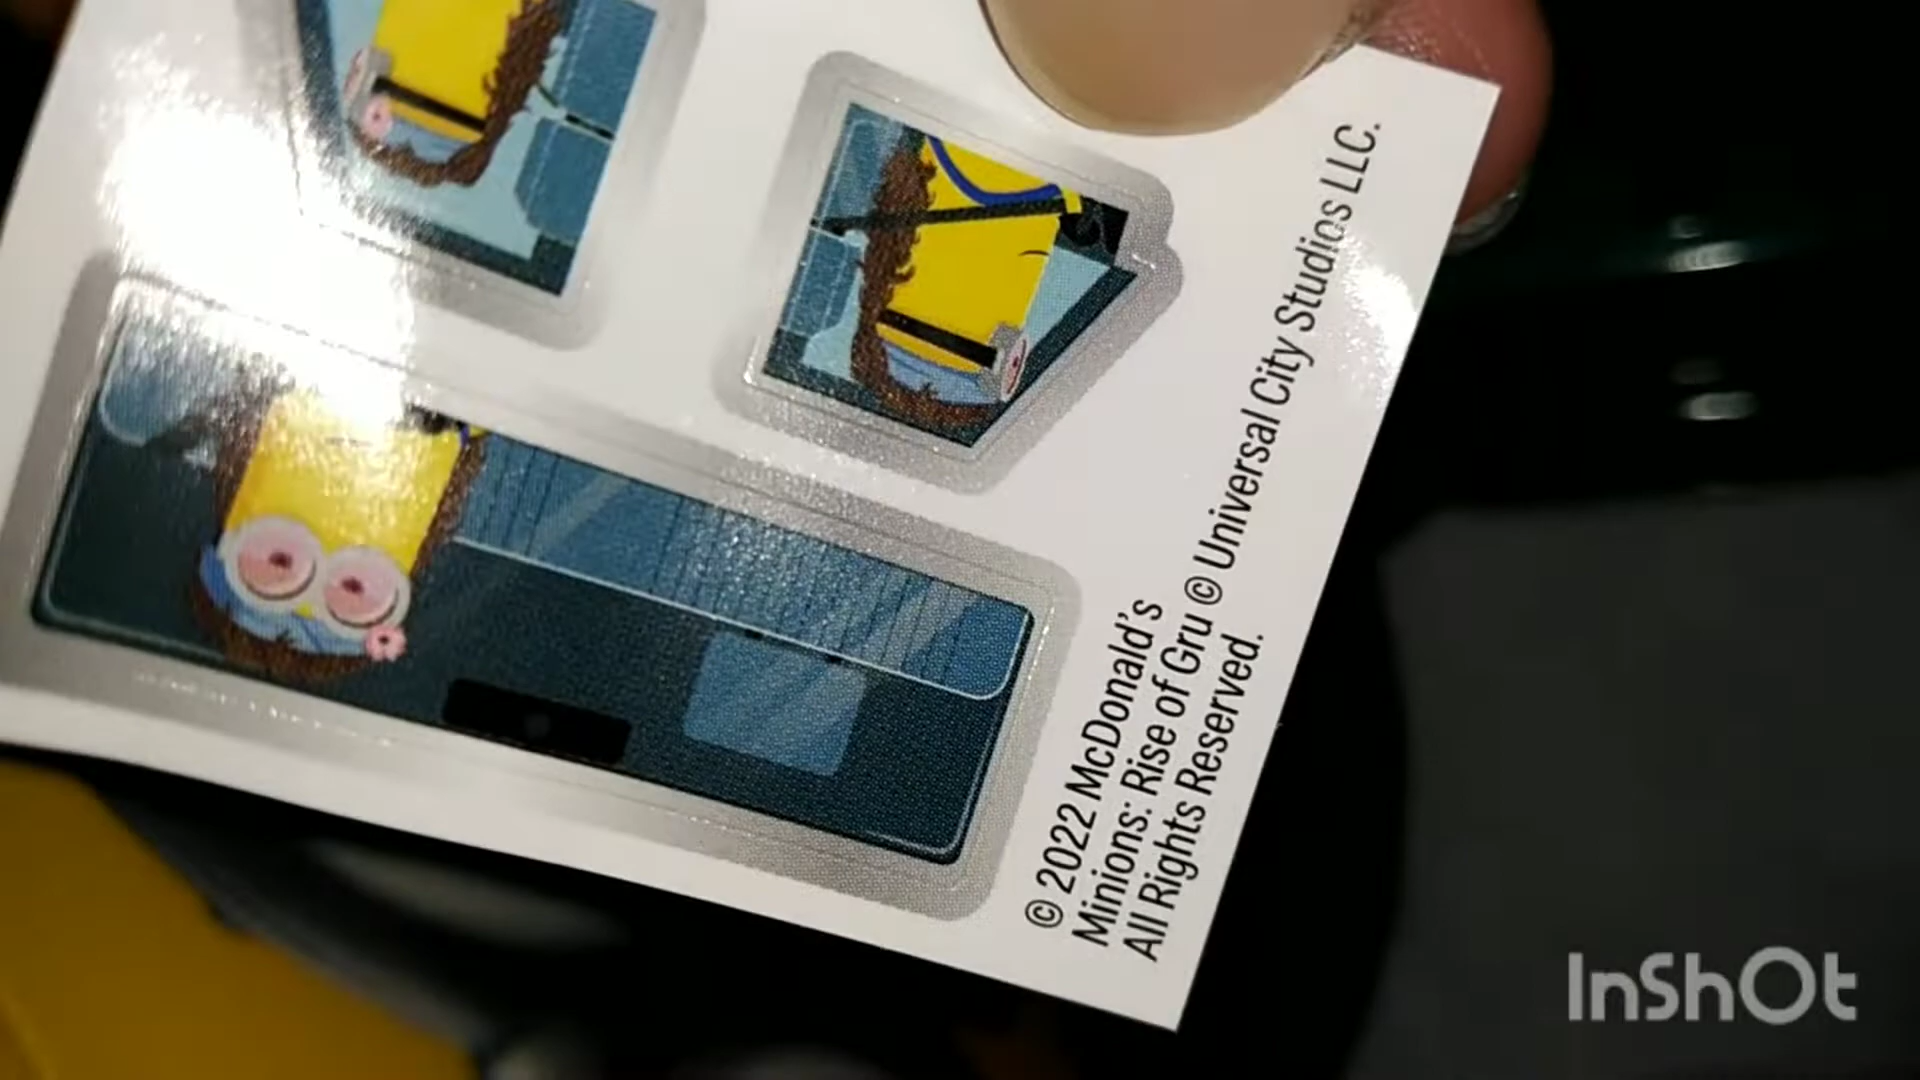 © 2022 McDonald's
Minions: Rise of Gru © Universal City Studios LLC.
All Rights Reserved.
InShOt